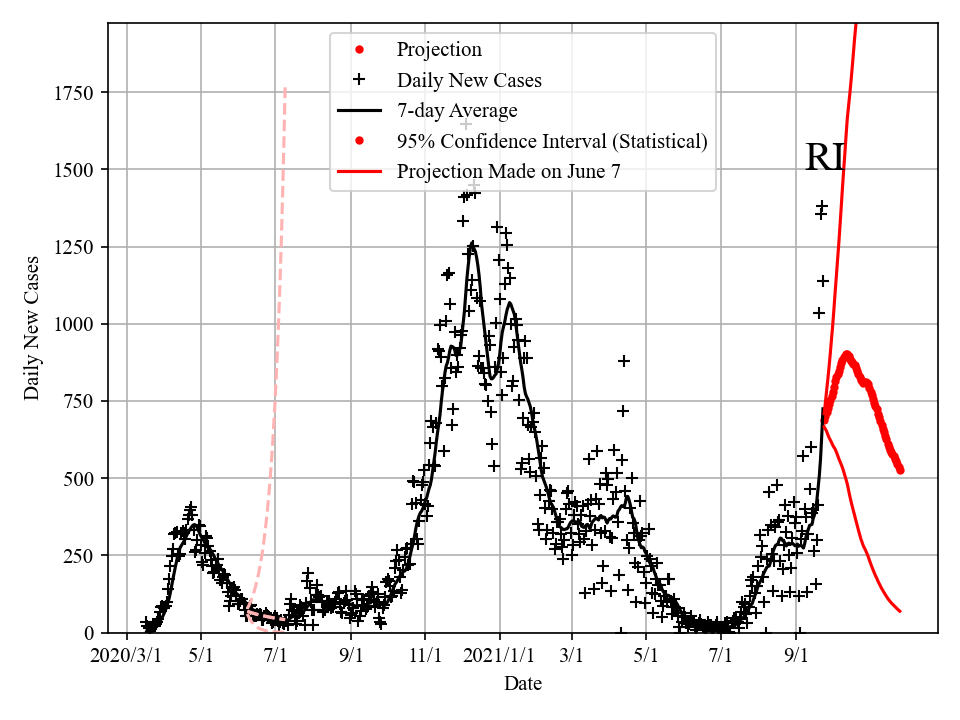 Projection
Daily New Cases
7-day Average
95% Confidence Interval (Statistical)
Projection Made on June 7
RI
Daily New Cases
1750
1500
1250
1000
750
500
250
0
2020/3/1 5/1 7/1 9/1 11/1 2021/1/1 3/1 5/1 7/1 9/1
Date